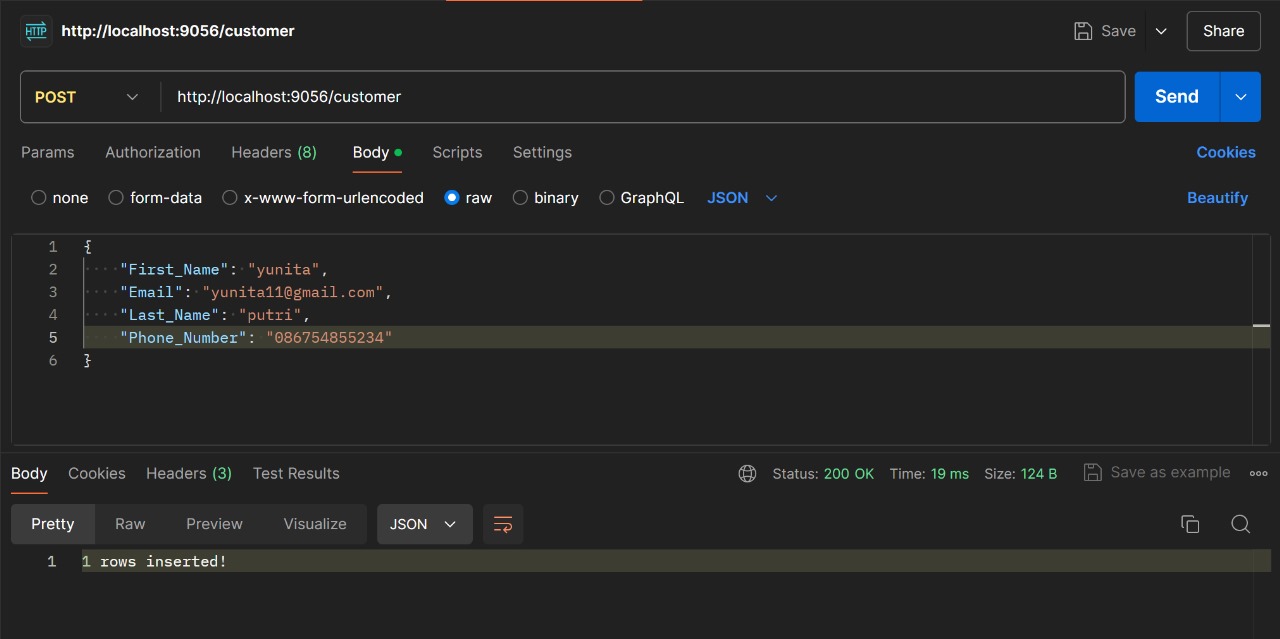 HTTP http://localhost:9056/customer Save Share
POST http://localhost:9056/customer Send
Params Authorization Headers (8) Body Scripts Settings Cookies
none form-data x-www-form-urlencoded raw binary GraphQL JSON Beautify
1 {
2 "First_Name": "yunita",
3 "Email": "yunita11@gmail.com",
4 "Last_Name": "putri",
5 "Phone_Number": "086754855234"
6 }
Body Cookies Headers (3) Test Results Status: 200 OK Time: 19 ms Size: 124 B Save as example
Pretty Raw Preview Visualize JSON
1 1 rows inserted!